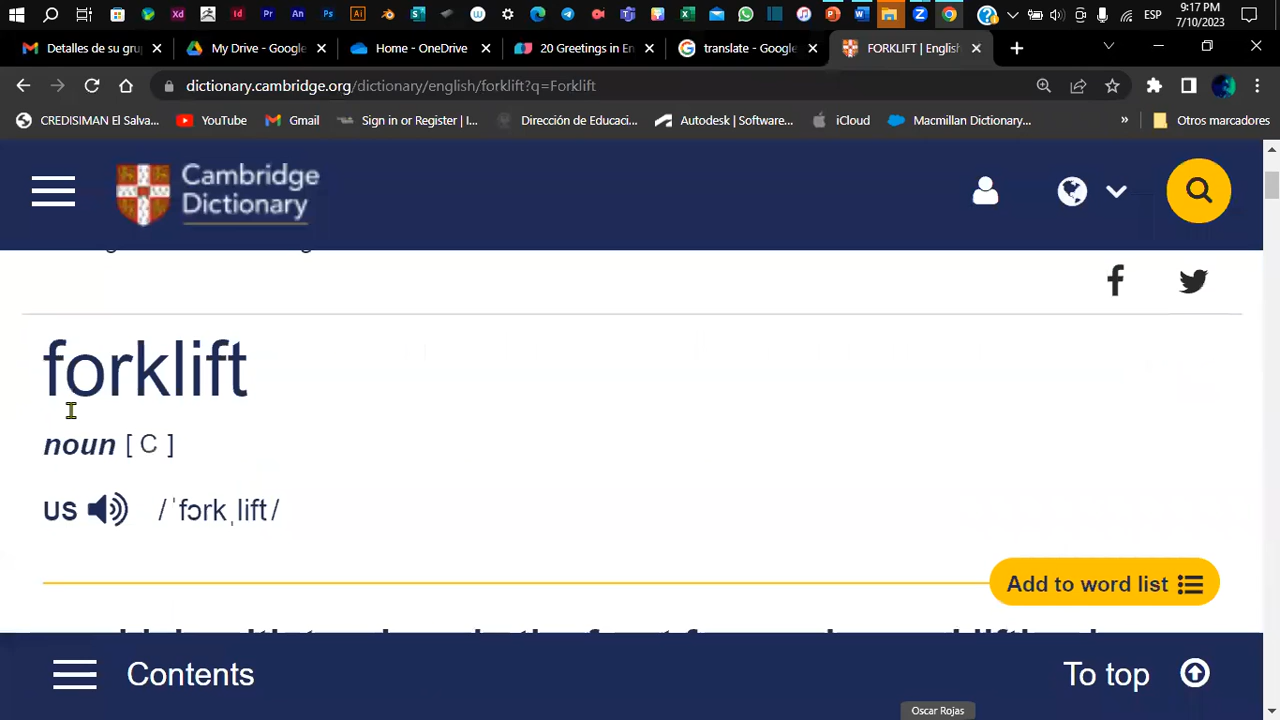 9:17 PM
ESP
7/10/2023
Detalles de su gru
My Drive - Google
Home - OneDrive
20 Greetings in En
translate - Google
FORKLIFT | English
dictionary.cambridge.org/dictionary/english/forklift?q=Forklift
CREDISIMAN El Salva...
YouTube
Gmail
Sign in or Register | I...
Dirección de Educaci...
Autodesk | Software...
iCloud
Macmillan Dictionary...
»
Otros marcadores
Cambridge
Dictionary
forklift
noun [ C ]
US /ˈfɔrkˌlift/
Add to word list
Contents
To top
Oscar Rojas